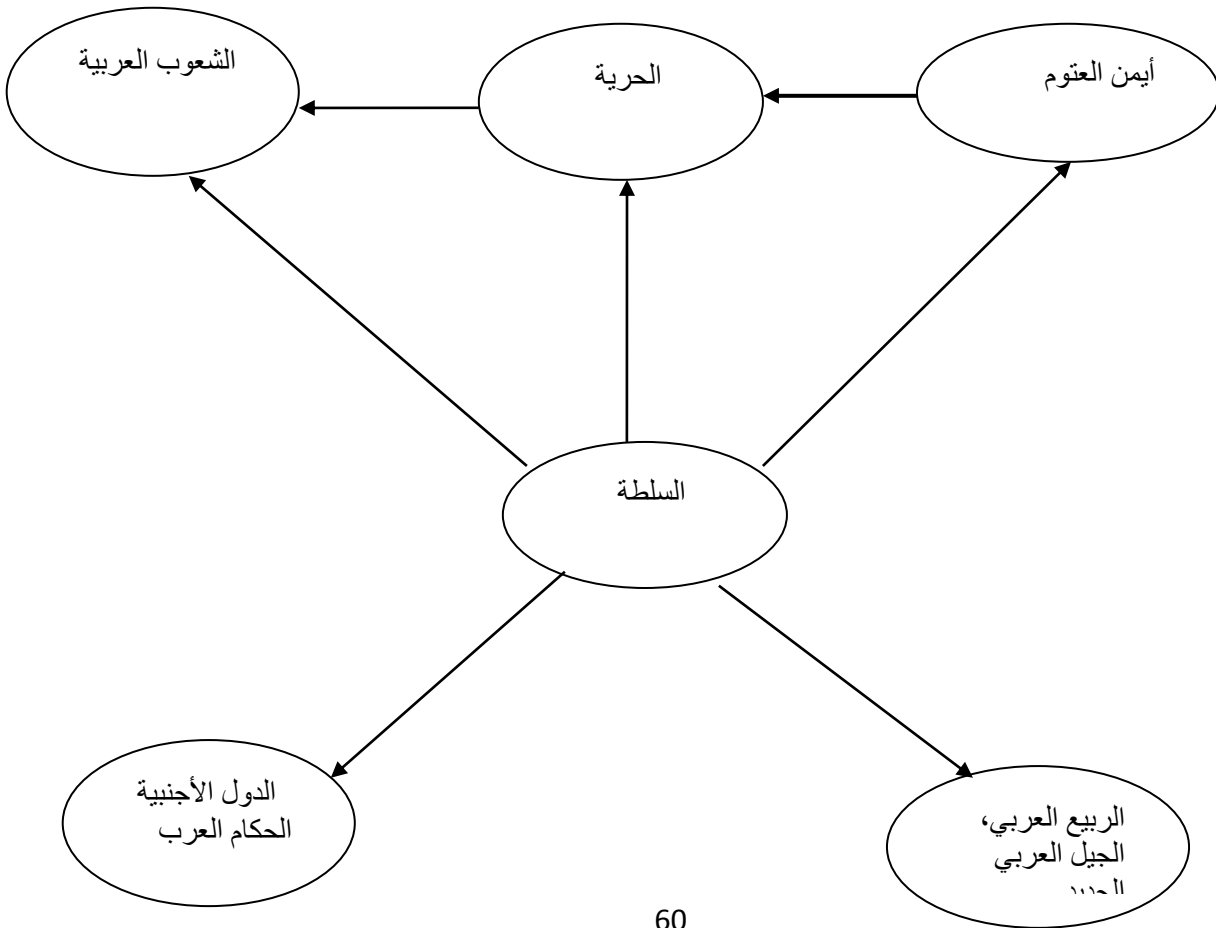 أيمن العتوم
الحرية
الشعوب العربية
السلطة
الربيع العربي،
الجيل العربي
الدول الأجنبية
الحكام العرب
60